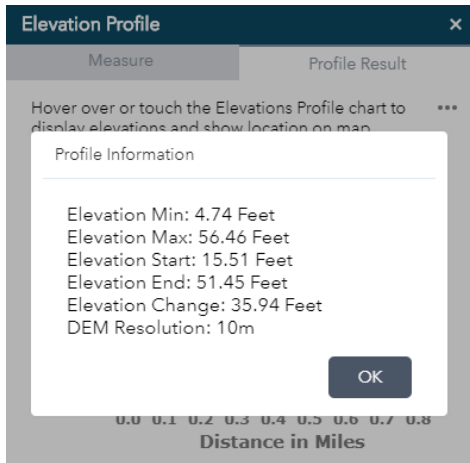 Elevation Profile ×
Measure Profile Result
Hover over or touch the Elevations Profile chart to •••
display elevations and show location on map
Profile Information
Elevation Min: 4.74 Feet
Elevation Max: 56.46 Feet
Elevation Start: 15.51 Feet
Elevation End: 51.45 Feet
Elevation Change: 35.94 Feet
DEM Resolution: 10m
OK
0.0 0.1 0.2 0.3 0.4 0.5 0.6 0.7 0.8
Distance in Miles